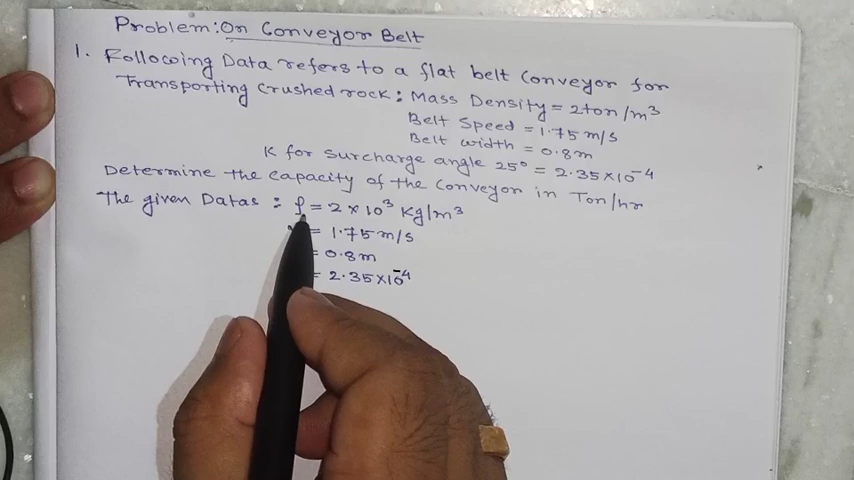 Problem: On Conveyor Belt
1. Following Data refers to a flat belt Conveyor for
Transporting Crushed rock: Mass Density = 2ton/m³
Belt Speed = 1.75 m/s
Belt width = 0.8m
K for surcharge angle 25° = 2.35×10⁻⁴
Determine the Capacity of the Conveyor in Ton/hr
The given Datas: ρ = 2 × 10³ Kg/m³
= 1.75 m/s
= 0.8m
= 2.35×10⁻⁴